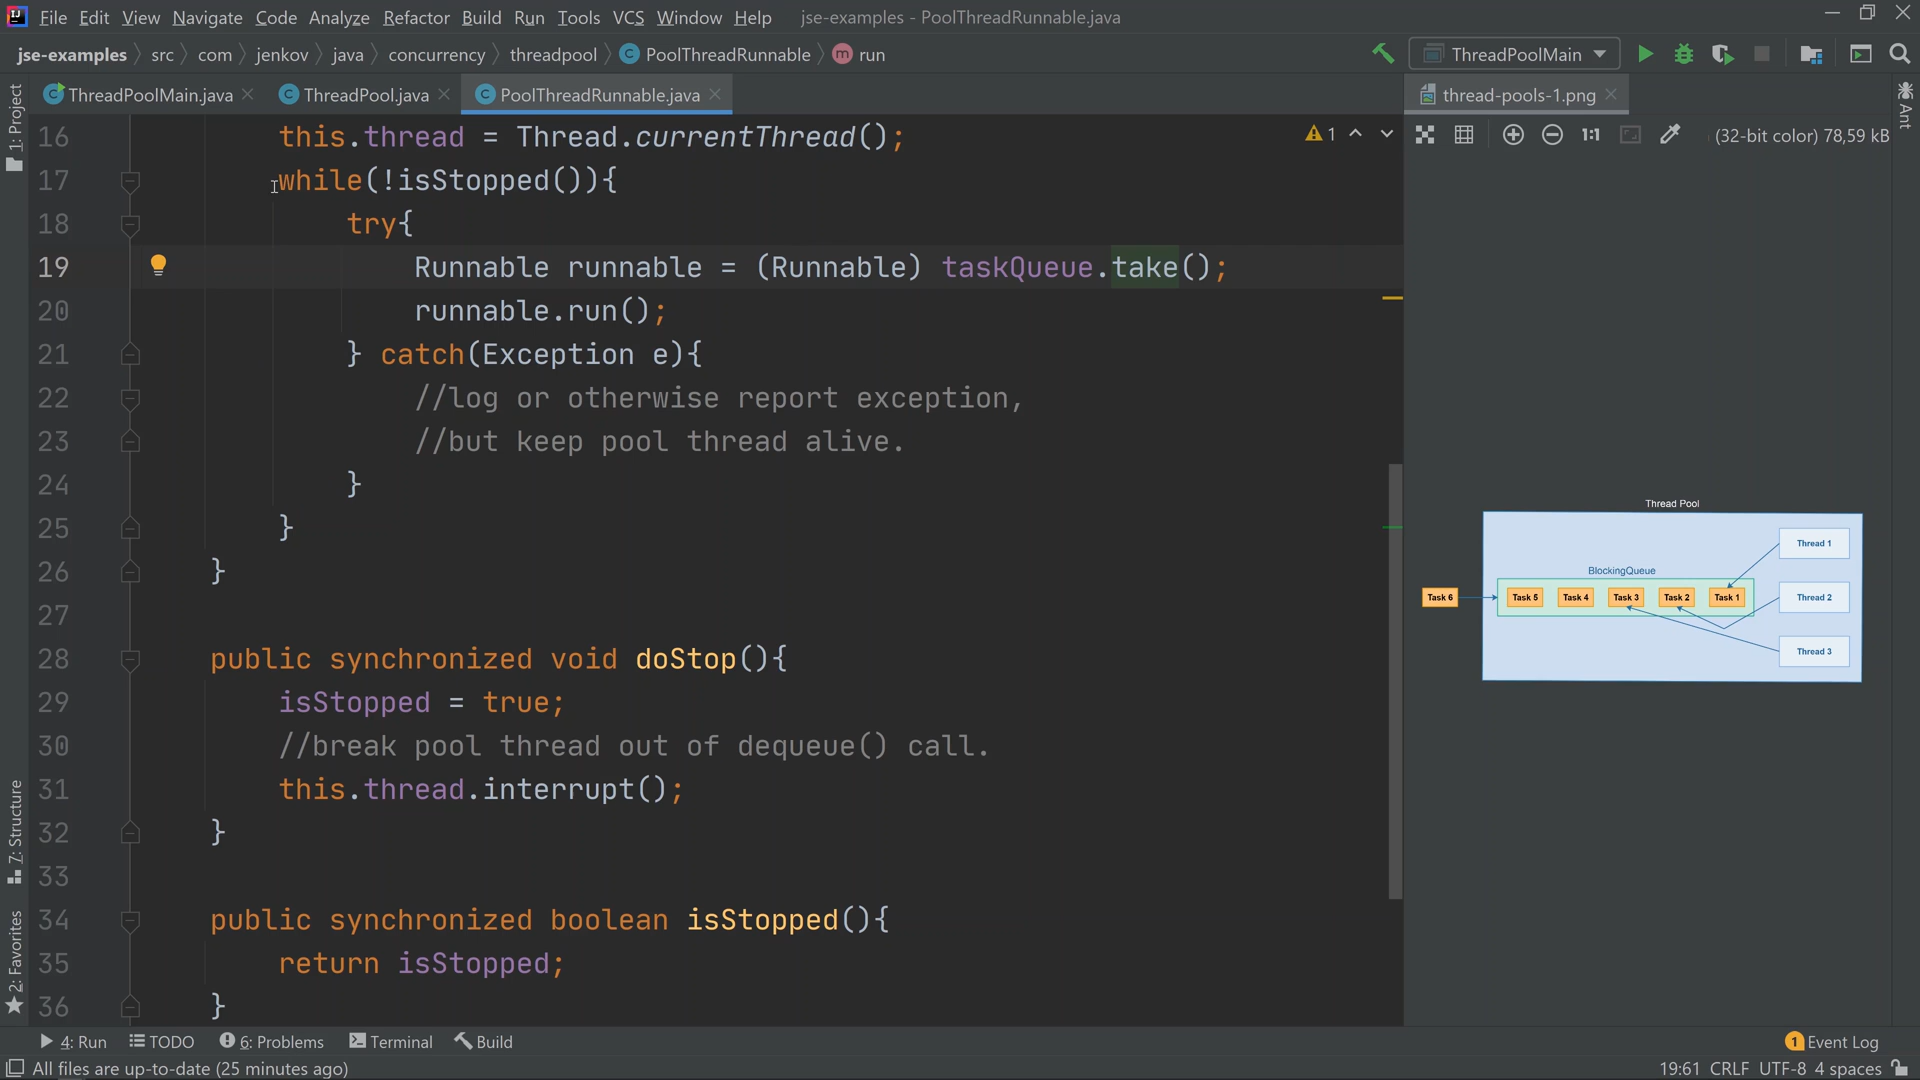 File Edit View Navigate Code Analyze Refactor Build Run Tools VCS Window Help jse-examples - PoolThreadRunnable.java
jse-examples src com jenkov java concurrency threadpool PoolThreadRunnable run ThreadPoolMain
ThreadPoolMain.java ThreadPool.java PoolThreadRunnable.java thread-pools-1.png
1:1 (32-bit color) 78,59 kB
1: Project
7: Structure
2: Favorites
Ant
1
16 this.thread = Thread.currentThread();
17 while(!isStopped()){
18 try{
19 Runnable runnable = (Runnable) taskQueue.take();
20 runnable.run();
21 } catch(Exception e){
22 //log or otherwise report exception,
23 //but keep pool thread alive.
24 }
25 }
26 }
27
28 public synchronized void doStop(){
29 isStopped = true;
30 //break pool thread out of dequeue() call.
31 this.thread.interrupt();
32 }
33
34 public synchronized boolean isStopped(){
35 return isStopped;
36 }
Thread Pool
Thread 1
BlockingQueue
Task 6 Task 5 Task 4 Task 3 Task 2 Task 1 Thread 2
Thread 3
4: Run TODO 6: Problems Terminal Build 1 Event Log
All files are up-to-date (25 minutes ago) 19:61 CRLF UTF-8 4 spaces